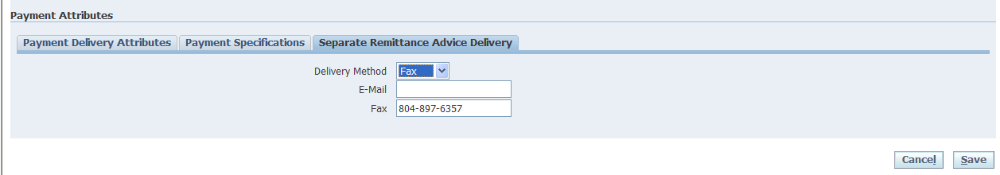 Payment Attributes
Payment Delivery Attributes Payment Specifications Separate Remittance Advice Delivery
Delivery Method Fax
E-Mail
Fax 804-897-6357
Cancel Save